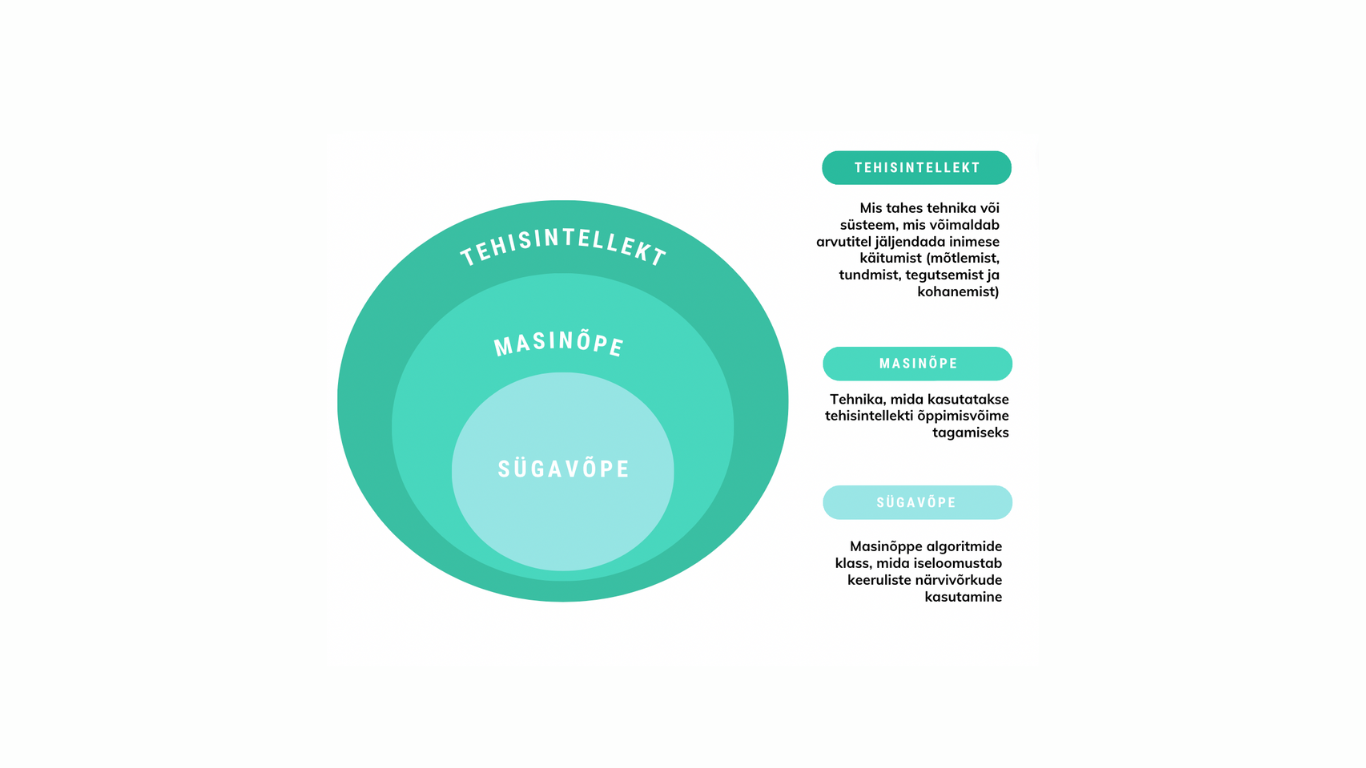 TEHISINTELLEKT
MASINÕPE
SÜGAVÕPE
TEHISINTELLEKT
Mis tahes tehnika või
süsteem, mis võimaldab
arvutitel jäljendada inimese
käitumist (mõtlemist,
tundmist, tegutsemist ja
kohanemist)
MASINÕPE
Tehnika, mida kasutatakse
tehisintellekti õppimisvõime
tagamiseks
SÜGAVÕPE
Masinõppe algoritmide
klass, mida iseloomustab
keeruliste närvivõrkude
kasutamine